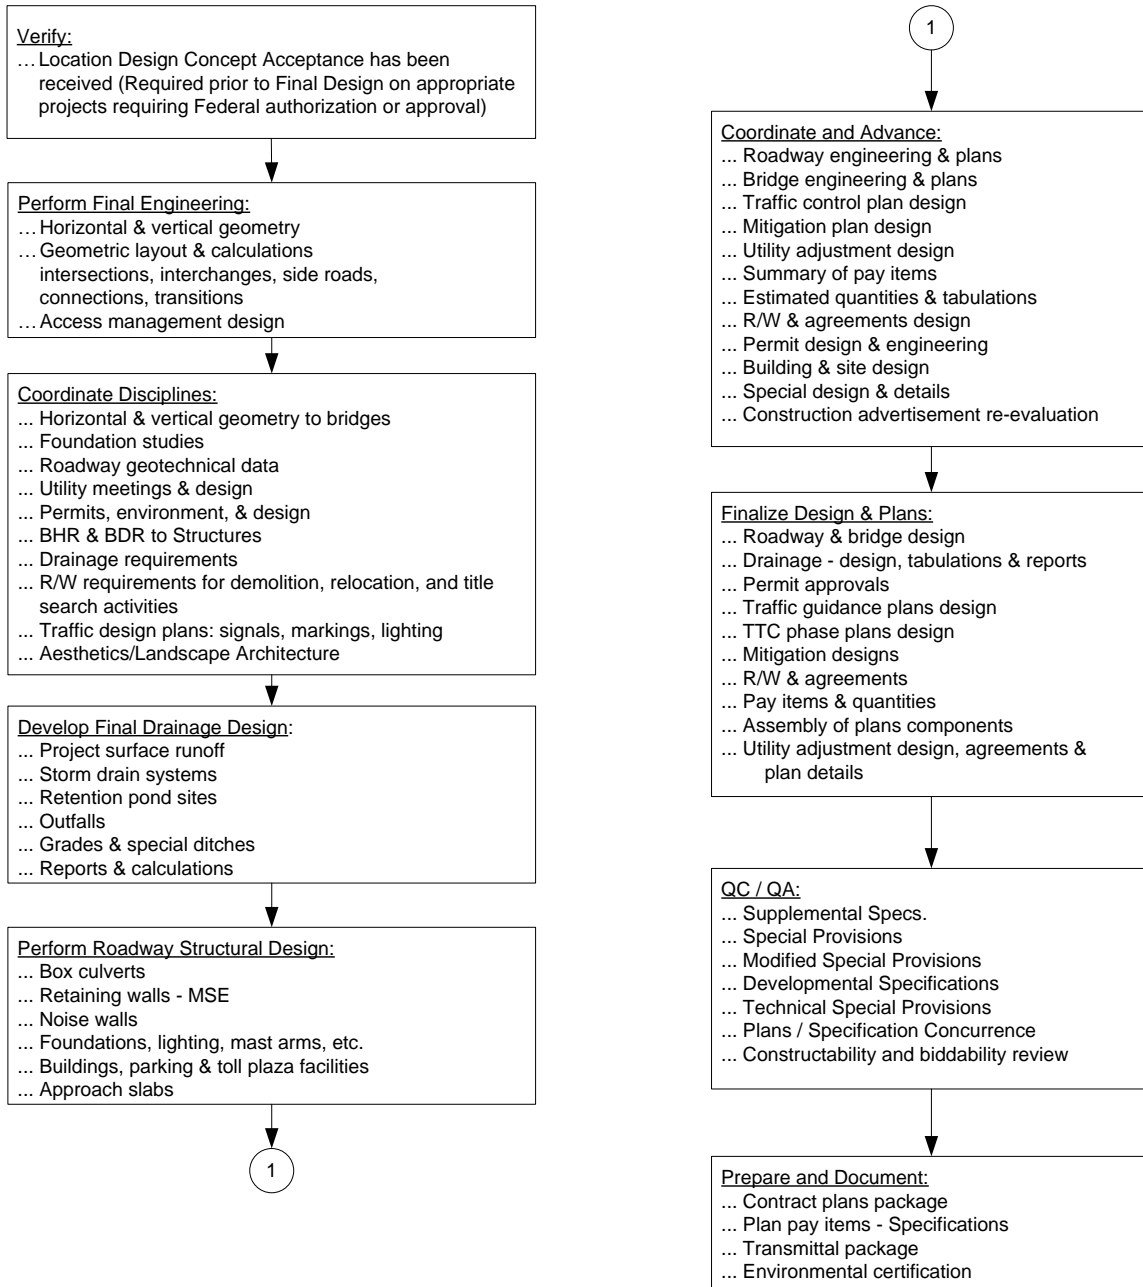 Verify:
…Location Design Concept Acceptance has been
received (Required prior to Final Design on appropriate
projects requiring Federal authorization or approval)
Perform Final Engineering:
…Horizontal & vertical geometry
…Geometric layout & calculations
intersections, interchanges, side roads,
connections, transitions
…Access management design
Coordinate Disciplines:
... Horizontal & vertical geometry to bridges
... Foundation studies
... Roadway geotechnical data
... Utility meetings & design
... Permits, environment, & design
... BHR & BDR to Structures
... Drainage requirements
... R/W requirements for demolition, relocation, and title
search activities
... Traffic design plans: signals, markings, lighting
... Aesthetics/Landscape Architecture
Develop Final Drainage Design:
... Project surface runoff
... Storm drain systems
... Retention pond sites
... Outfalls
... Grades & special ditches
... Reports & calculations
Perform Roadway Structural Design:
... Box culverts
... Retaining walls - MSE
... Noise walls
... Foundations, lighting, mast arms, etc.
... Buildings, parking & toll plaza facilities
... Approach slabs
1
1
Coordinate and Advance:
... Roadway engineering & plans
... Bridge engineering & plans
... Traffic control plan design
... Mitigation plan design
... Utility adjustment design
... Summary of pay items
... Estimated quantities & tabulations
... R/W & agreements design
... Permit design & engineering
... Building & site design
... Special design & details
... Construction advertisement re-evaluation
Finalize Design & Plans:
... Roadway & bridge design
... Drainage - design, tabulations & reports
... Permit approvals
... Traffic guidance plans design
... TTC phase plans design
... Mitigation designs
... R/W & agreements
... Pay items & quantities
... Assembly of plans components
... Utility adjustment design, agreements &
plan details
QC / QA:
... Supplemental Specs.
... Special Provisions
... Modified Special Provisions
... Developmental Specifications
... Technical Special Provisions
... Plans / Specification Concurrence
... Constructability and biddability review
Prepare and Document:
... Contract plans package
... Plan pay items - Specifications
... Transmittal package
... Environmental certification